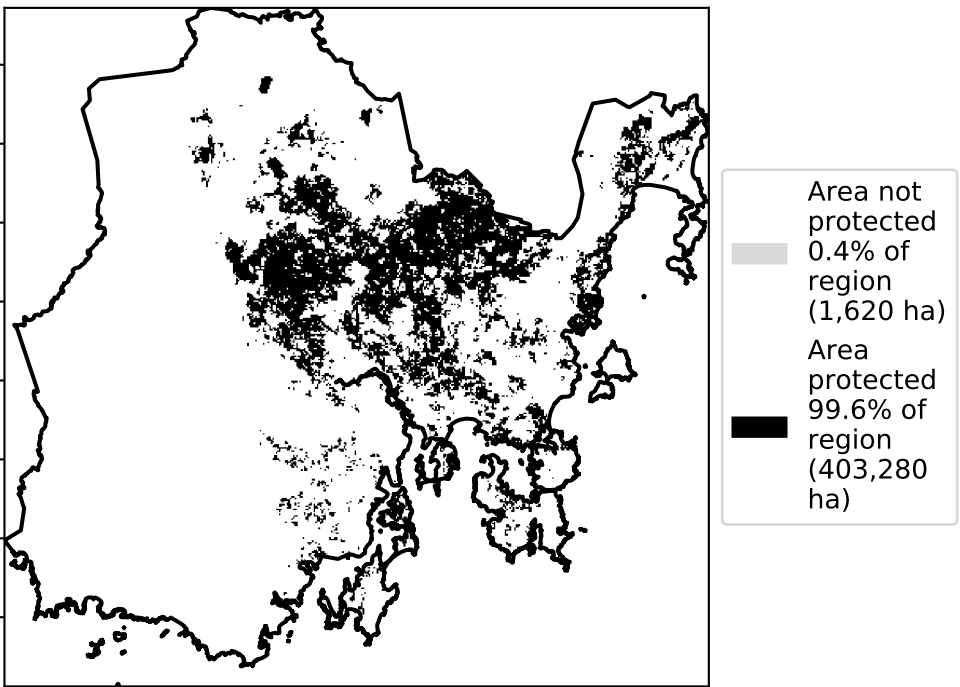 Area not
protected
0.4% of
region
(1,620 ha)
Area
protected
99.6% of
region
(403,280
ha)